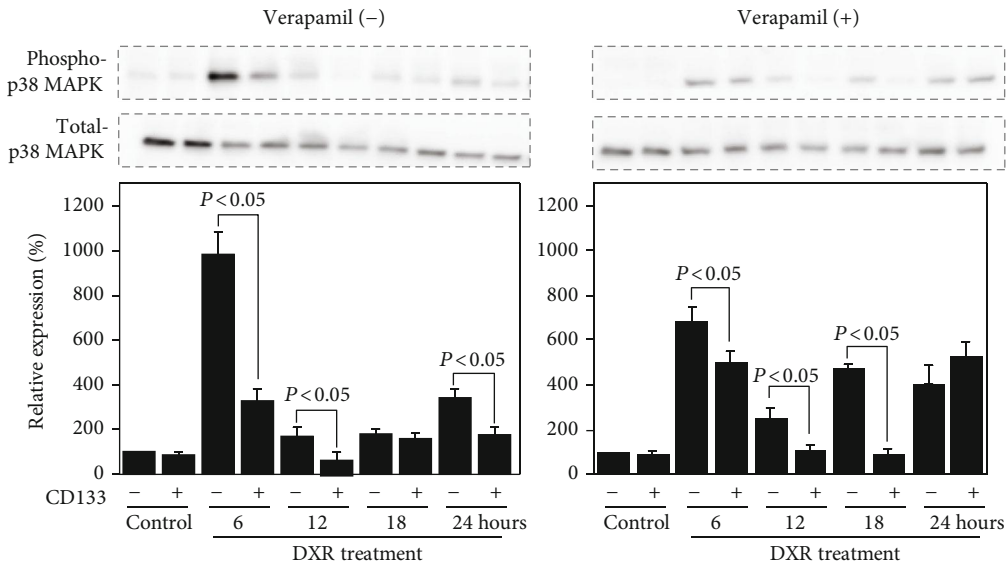 Verapamil (−) Verapamil (+)
Phospho-
p38 MAPK
Total-
p38 MAPK
Relative expression (%)
1200
1000
800
600
400
200
0
P < 0.05
P < 0.05
P < 0.05
CD133 − + − + − + − + − +
Control 6 12 18 24 hours
DXR treatment
1200
1000
800
600
400
200
0
P < 0.05
P < 0.05
P < 0.05
− + − + − + − + − +
Control 6 12 18 24 hours
DXR treatment